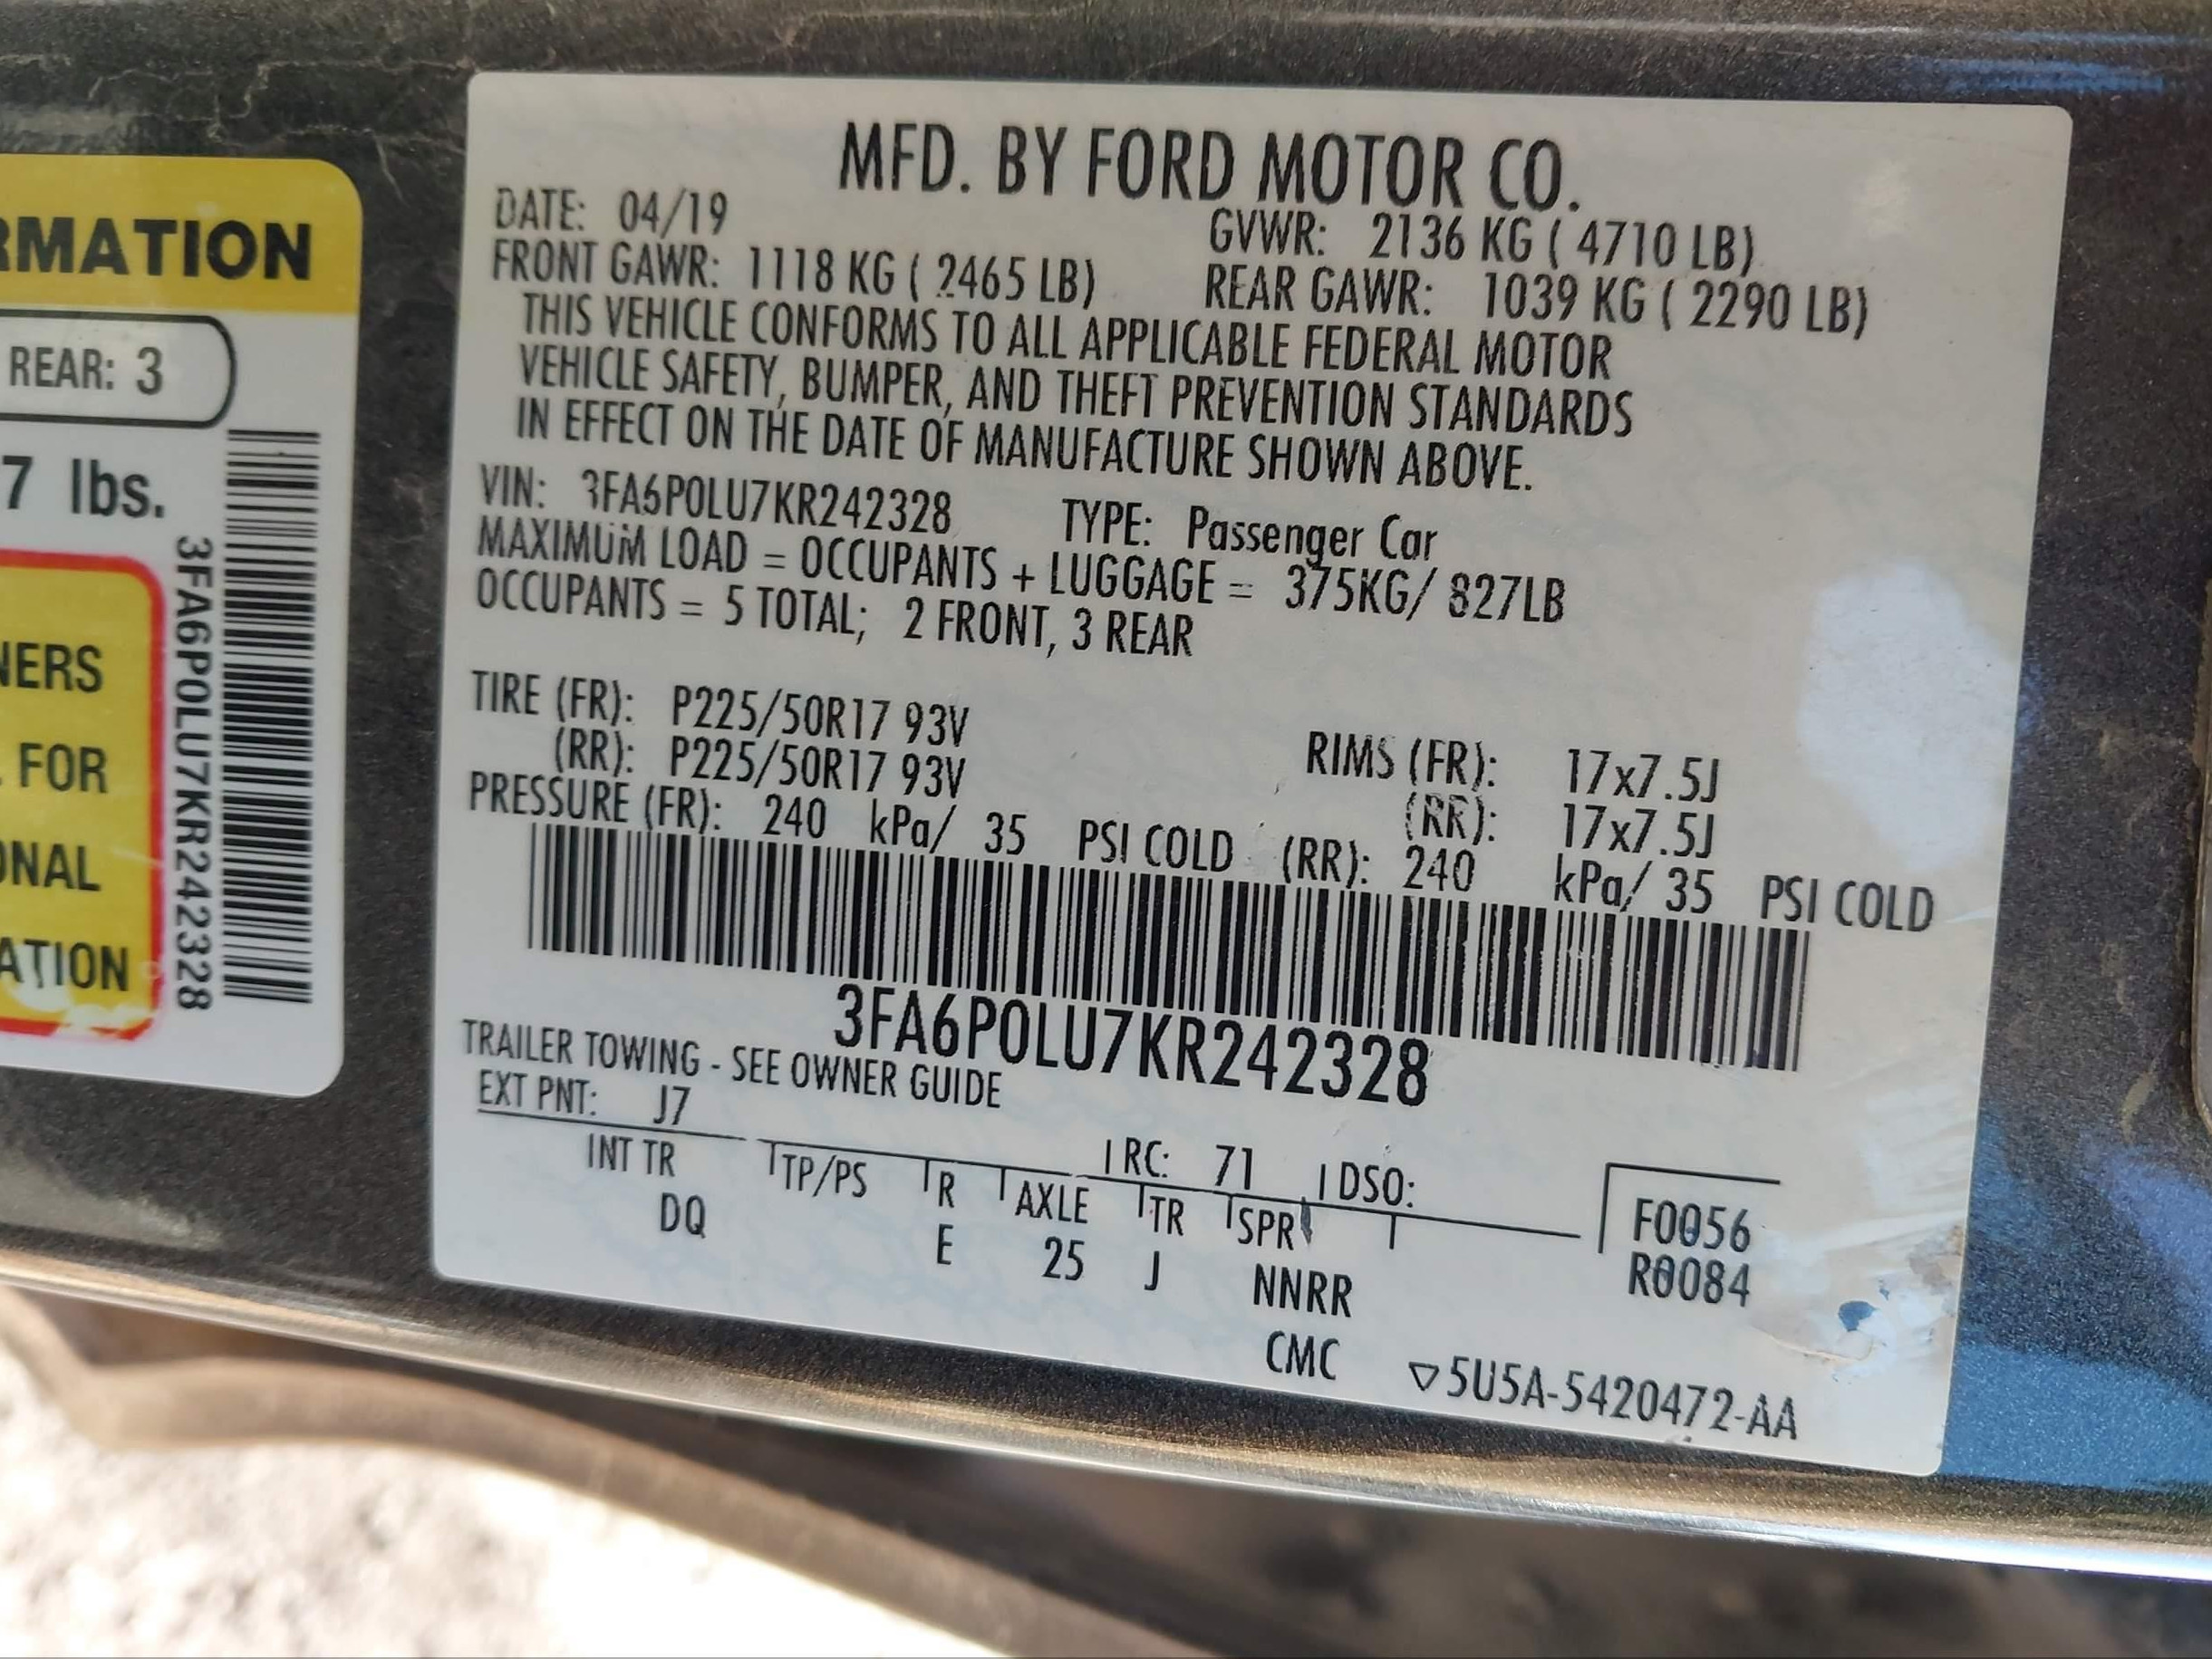 RMATION
REAR: 3
7 lbs.
NERS
FOR
ONAL
ATION
3FA6P0LU7KR242328
MFD. BY FORD MOTOR CO.
DATE: 04/19 GVWR: 2136 KG ( 4710 LB)
FRONT GAWR: 1118 KG ( 2465 LB) REAR GAWR: 1039 KG ( 2290 LB)
THIS VEHICLE CONFORMS TO ALL APPLICABLE FEDERAL MOTOR
VEHICLE SAFETY, BUMPER, AND THEFT PREVENTION STANDARDS
IN EFFECT ON THE DATE OF MANUFACTURE SHOWN ABOVE.
VIN: 3FA6P0LU7KR242328 TYPE: Passenger Car
MAXIMUM LOAD = OCCUPANTS + LUGGAGE = 375KG/ 827LB
OCCUPANTS = 5 TOTAL; 2 FRONT, 3 REAR
TIRE (FR): P225/50R17 93V RIMS (FR): 17x7.5J
(RR): P225/50R17 93V (RR): 17x7.5J
PRESSURE (FR): 240 kPa/ 35 PSI COLD (RR): 240 kPa/ 35 PSI COLD
3FA6P0LU7KR242328
TRAILER TOWING - SEE OWNER GUIDE
EXT PNT: J7 RC: 71 DSO:
INT TR TP/PS R AXLE TR SPR F0056
DQ E 25 J NNRR R0084
CMC ▽5U5A-5420472-AA